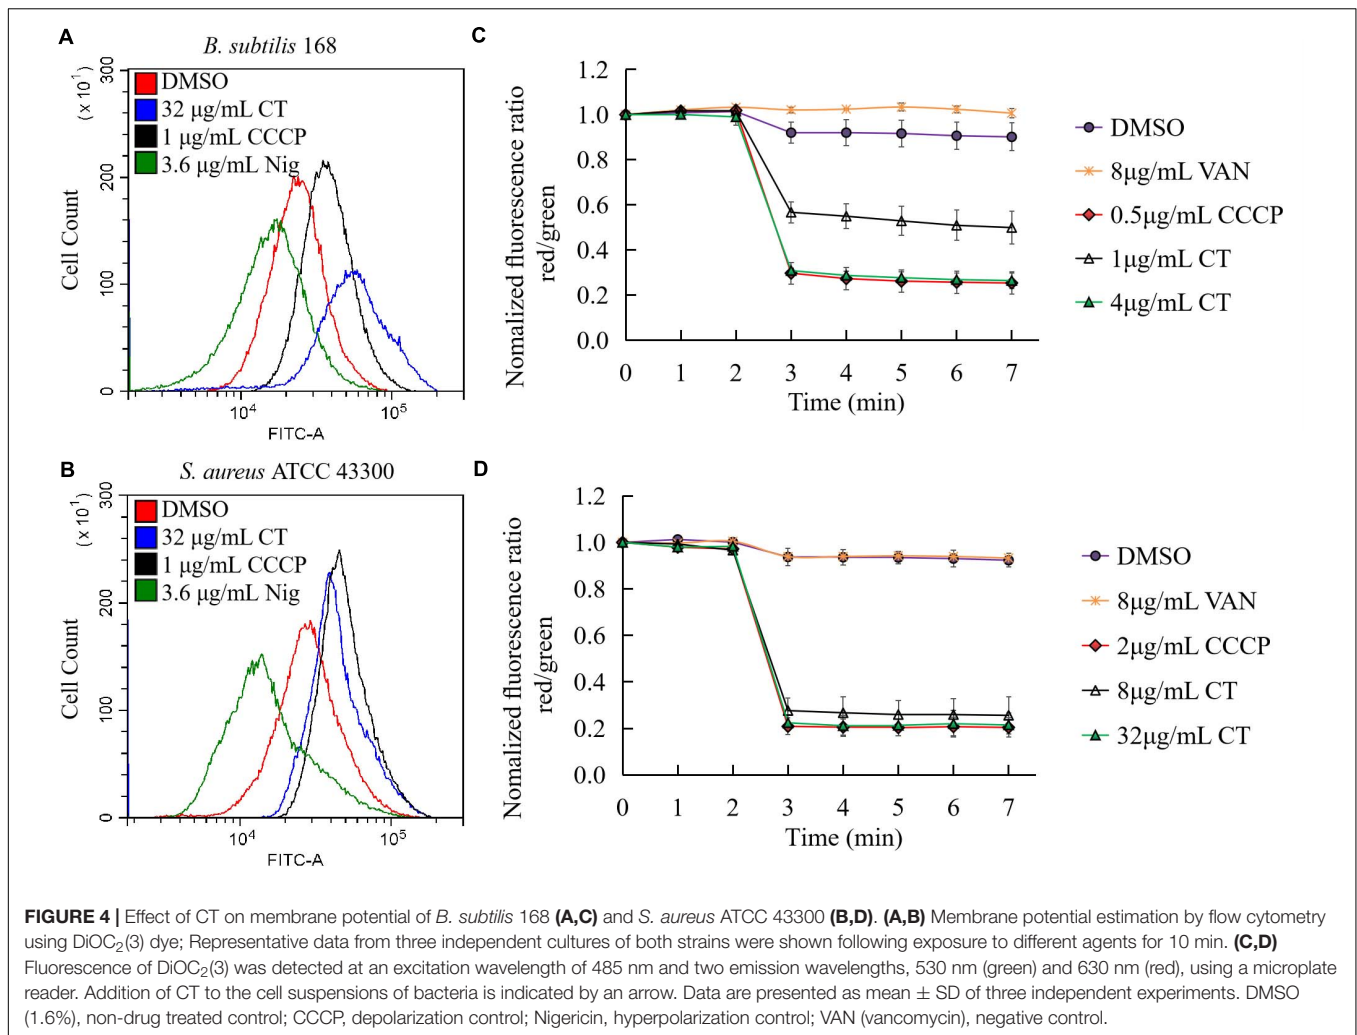 A
B. subtilis 168
(x 10¹)
300
200
100
0
Cell Count
DMSO
32 μg/mL CT
1 μg/mL CCCP
3.6 μg/mL Nig
10⁴
10⁵
FITC-A
C
1.2
1.0
0.8
0.6
0.4
0.2
0.0
Nomalized fluorescence ratio
red/green
0 1 2 3 4 5 6 7
Time (min)
DMSO
8μg/mL VAN
0.5μg/mL CCCP
1μg/mL CT
4μg/mL CT
B
S. aureus ATCC 43300
(x 10¹)
300
200
100
0
Cell Count
DMSO
32 μg/mL CT
1 μg/mL CCCP
3.6 μg/mL Nig
10⁴
10⁵
FITC-A
D
1.2
1.0
0.8
0.6
0.4
0.2
0.0
Nomalized fluorescence ratio
red/green
0 1 2 3 4 5 6 7
Time (min)
DMSO
8μg/mL VAN
2μg/mL CCCP
8μg/mL CT
32μg/mL CT
FIGURE 4 | Effect of CT on membrane potential of B. subtilis 168 (A,C) and S. aureus ATCC 43300 (B,D). (A,B) Membrane potential estimation by flow cytometry
using DiOC₂(3) dye; Representative data from three independent cultures of both strains were shown following exposure to different agents for 10 min. (C,D)
Fluorescence of DiOC₂(3) was detected at an excitation wavelength of 485 nm and two emission wavelengths, 530 nm (green) and 630 nm (red), using a microplate
reader. Addition of CT to the cell suspensions of bacteria is indicated by an arrow. Data are presented as mean ± SD of three independent experiments. DMSO
(1.6%), non-drug treated control; CCCP, depolarization control; Nigericin, hyperpolarization control; VAN (vancomycin), negative control.